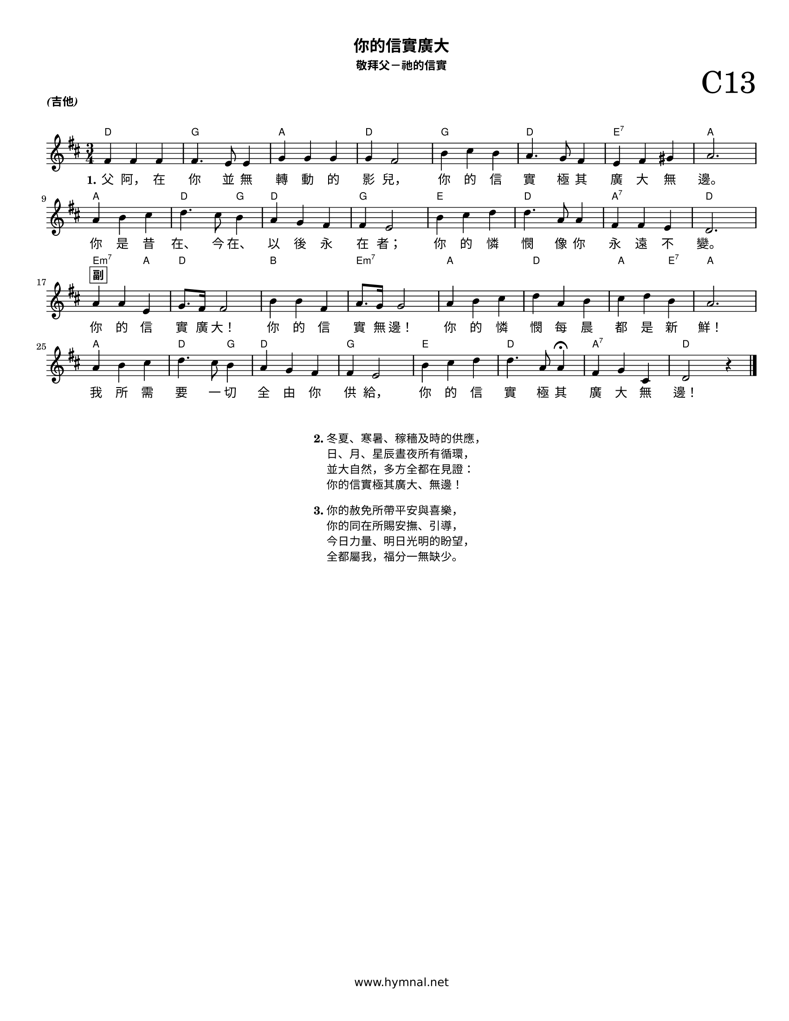 你的信實廣大
敬拜父－祂的信實
C13
(吉他)
D G A D G D E7 A
3
4
1. 父 阿， 在 你 並 無 轉 動 的 影 兒， 你 的 信 實 極 其 廣 大 無 邊。
9 A D G D G E D A7 D
你 是 昔 在、 今 在、 以 後 永 在 者； 你 的 憐 憫 像 你 永 遠 不 變。
Em7 A D B Em7 A D A E7 A
副
17
你 的 信 實 廣 大！ 你 的 信 實 無 邊！ 你 的 憐 憫 每 晨 都 是 新 鮮！
25 A D G D G E D A7 D
我 所 需 要 一 切 全 由 你 供 給， 你 的 信 實 極 其 廣 大 無 邊！
2. 冬夏、寒暑、稼穡及時的供應，
日、月、星辰晝夜所有循環，
並大自然，多方全都在見證：
你的信實極其廣大、無邊！
3. 你的赦免所帶平安與喜樂，
你的同在所賜安撫、引導，
今日力量、明日光明的盼望，
全都屬我，福分一無缺少。
www.hymnal.net